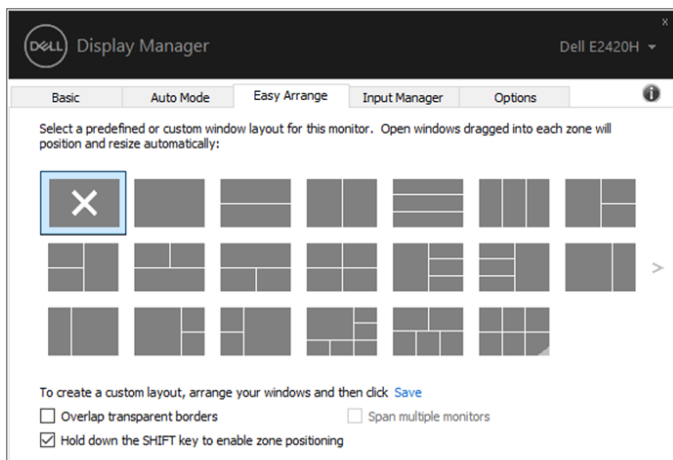 x
DELL Display Manager Dell E2420H
Basic Auto Mode Easy Arrange Input Manager Options i
Select a predefined or custom window layout for this monitor. Open windows dragged into each zone will
position and resize automatically:
>
To create a custom layout, arrange your windows and then click Save
Overlap transparent borders Span multiple monitors
Hold down the SHIFT key to enable zone positioning